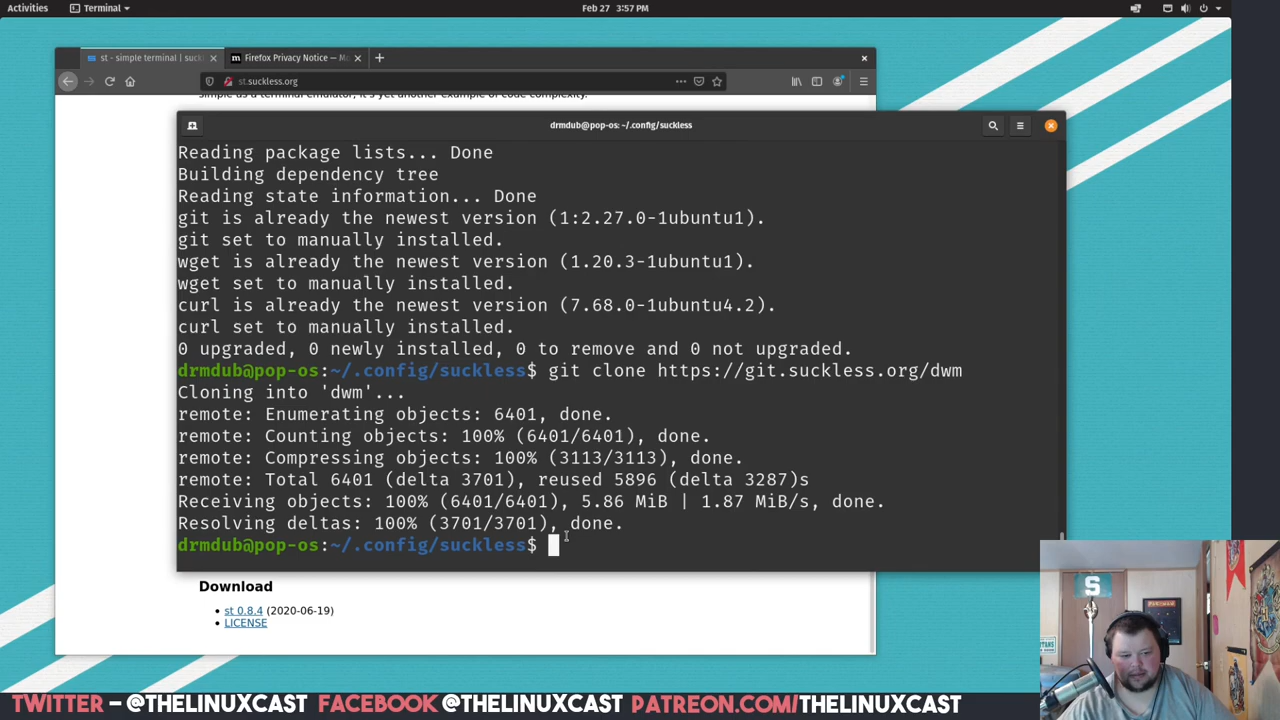 Activities
Terminal
Feb 27 3:57 PM
st - simple terminal | suck
Firefox Privacy Notice — Mo
st.suckless.org
simple as a terminal emulator, it's yet another example of code complexity.
drmdub@pop-os: ~/.config/suckless
Reading package lists... Done
Building dependency tree
Reading state information... Done
git is already the newest version (1:2.27.0-1ubuntu1).
git set to manually installed.
wget is already the newest version (1.20.3-1ubuntu1).
wget set to manually installed.
curl is already the newest version (7.68.0-1ubuntu4.2).
curl set to manually installed.
0 upgraded, 0 newly installed, 0 to remove and 0 not upgraded.
drmdub@pop-os:~/.config/suckless$ git clone https://git.suckless.org/dwm
Cloning into 'dwm'...
remote: Enumerating objects: 6401, done.
remote: Counting objects: 100% (6401/6401), done.
remote: Compressing objects: 100% (3113/3113), done.
remote: Total 6401 (delta 3701), reused 5896 (delta 3287)s
Receiving objects: 100% (6401/6401), 5.86 MiB | 1.87 MiB/s, done.
Resolving deltas: 100% (3701/3701), done.
drmdub@pop-os:~/.config/suckless$
Download
st 0.8.4 (2020-06-19)
LICENSE
S
TWITTER – @THELINUXCAST FACEBOOK @THELINUXCAST PATREON.COM/THELINUXCAST